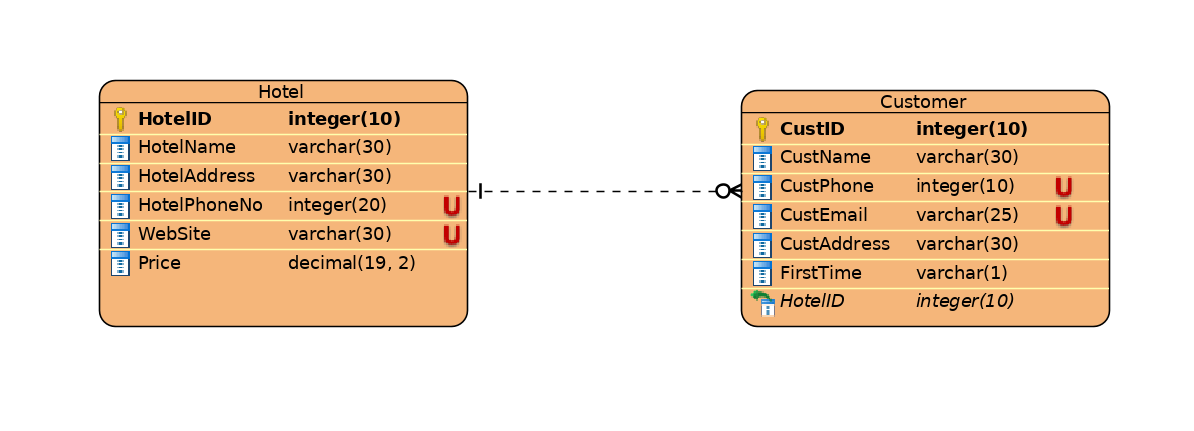 Hotel
HotelID integer(10)
HotelName varchar(30)
HotelAddress varchar(30)
HotelPhoneNo integer(20) U
WebSite varchar(30) U
Price decimal(19, 2)
Customer
CustID integer(10)
CustName varchar(30)
CustPhone integer(10) U
CustEmail varchar(25) U
CustAddress varchar(30)
FirstTime varchar(1)
HotelID integer(10)